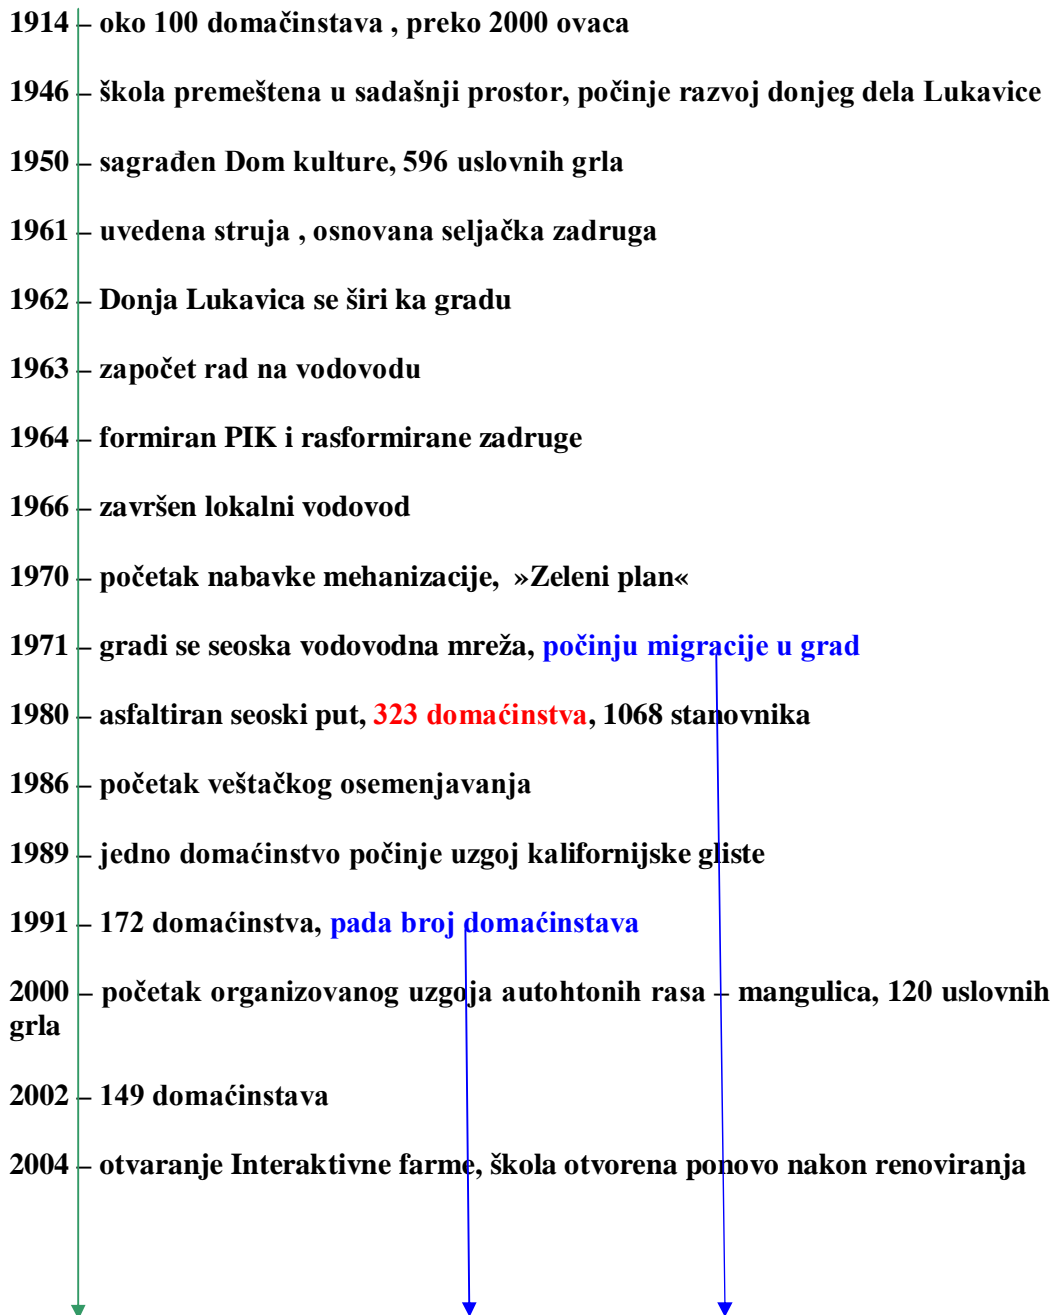 1914 – oko 100 domačinstava , preko 2000 ovaca
1946 – škola premeštena u sadašnji prostor, počinje razvoj donjeg dela Lukavice
1950 – sagrađen Dom kulture, 596 uslovnih grla
1961 – uvedena struja , osnovana seljačka zadruga
1962 – Donja Lukavica se širi ka gradu
1963 – započet rad na vodovodu
1964 – formiran PIK i rasformirane zadruge
1966 – završen lokalni vodovod
1970 – početak nabavke mehanizacije, »Zeleni plan«
1971 – gradi se seoska vodovodna mreža, počinju migracije u grad
1980 – asfaltiran seoski put, 323 domaćinstva, 1068 stanovnika
1986 – početak veštačkog osemenjavanja
1989 – jedno domaćinstvo počinje uzgoj kalifornijske gliste
1991 – 172 domaćinstva, pada broj domaćinstava
2000 – početak organizovanog uzgoja autohtonih rasa – mangulica, 120 uslovnih
grla
2002 – 149 domaćinstava
2004 – otvaranje Interaktivne farme, škola otvorena ponovo nakon renoviranja